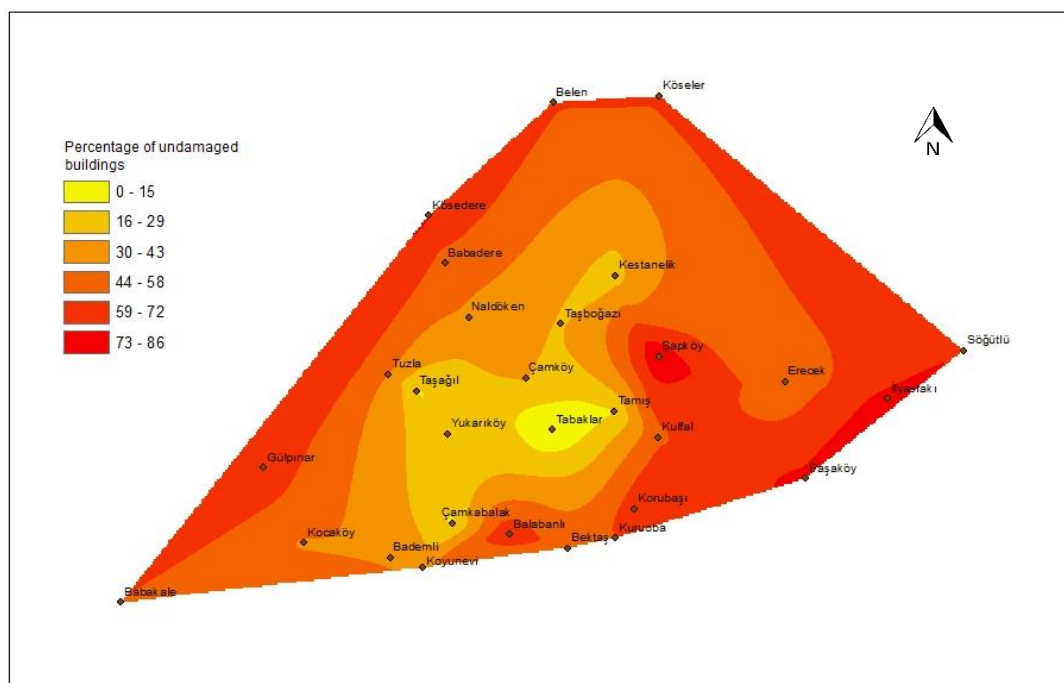 Belen
Köseler
Percentage of undamaged
buildings
0 - 15
16 - 29
30 - 43
44 - 58
59 - 72
73 - 86
N
Kösedere
Babadere
Kestanelik
Naldöken
Taşboğazı
Söğütlü
Şapköy
Tuzla
Çamköy
Erecek
Taşağıl
İlyasfakı
Tamış
Tabaklar
Yukarıköy
Kulfal
Gülpınar
Paşaköy
Korubaşı
Çamkabalak
Balabanlı
Kuruoba
Kocaköy
Bektaş
Bademli
Koyunevi
Babakale